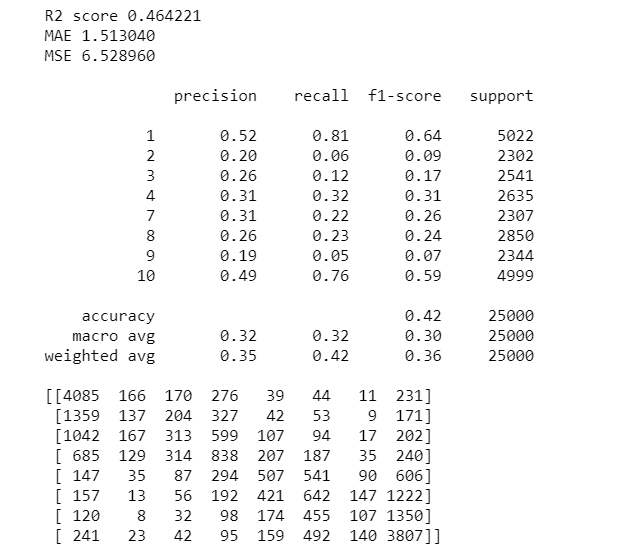 R2 score 0.464221
MAE 1.513040
MSE 6.528960
precision recall f1-score support
1 0.52 0.81 0.64 5022
2 0.20 0.06 0.09 2302
3 0.26 0.12 0.17 2541
4 0.31 0.32 0.31 2635
7 0.31 0.22 0.26 2307
8 0.26 0.23 0.24 2850
9 0.19 0.05 0.07 2344
10 0.49 0.76 0.59 4999
accuracy 0.42 25000
macro avg 0.32 0.32 0.30 25000
weighted avg 0.35 0.42 0.36 25000
[[4085 166 170 276 39 44 11 231]
[1359 137 204 327 42 53 9 171]
[1042 167 313 599 107 94 17 202]
[ 685 129 314 838 207 187 35 240]
[ 147 35 87 294 507 541 90 606]
[ 157 13 56 192 421 642 147 1222]
[ 120 8 32 98 174 455 107 1350]
[ 241 23 42 95 159 492 140 3807]]